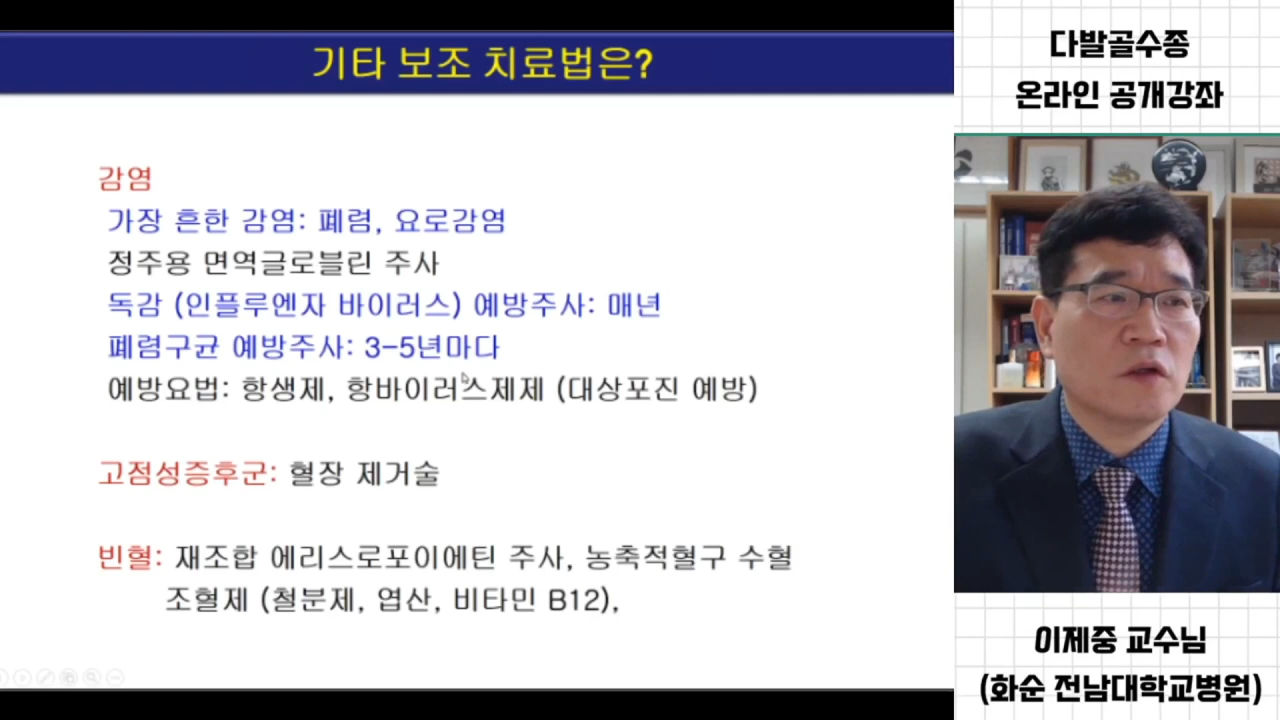 기타 보조 치료법은?
감염
가장 흔한 감염: 폐렴, 요로감염
정주용 면역글로블린 주사
독감 (인플루엔자 바이러스) 예방주사: 매년
폐렴구균 예방주사: 3-5년마다
예방요법: 항생제, 항바이러스제제 (대상포진 예방)
고점성증후군: 혈장 제거술
빈혈: 재조합 에리스로포이에틴 주사, 농축적혈구 수혈
조혈제 (철분제, 엽산, 비타민 B12),
다발골수종
온라인 공개강좌
이제중 교수님
(화순 전남대학교병원)